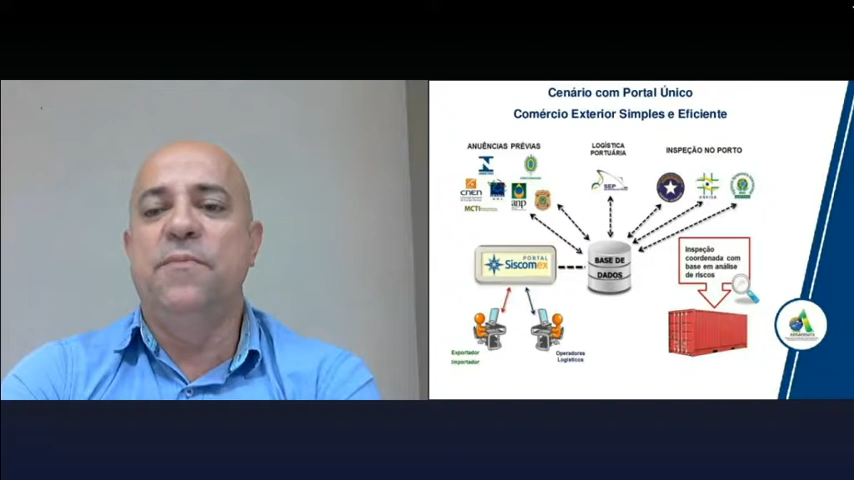 Cenário com Portal Único
Comércio Exterior Simples e Eficiente
ANUÊNCIAS PRÉVIAS
LOGÍSTICA
PORTUÁRIA
INSPEÇÃO NO PORTO
CNEN
anp
MCTI
SEP
PORTAL
Siscomex
BASE DE
DADOS
Inspeção
coordenada com
base em análise
de riscos
Exportador
Importador
Operadores
Logísticos